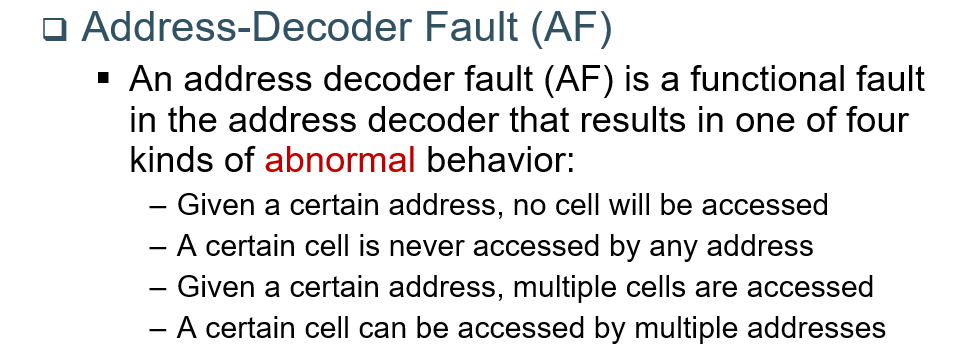 ❑ Address-Decoder Fault (AF)
▪ An address decoder fault (AF) is a functional fault
in the address decoder that results in one of four
kinds of abnormal behavior:
– Given a certain address, no cell will be accessed
– A certain cell is never accessed by any address
– Given a certain address, multiple cells are accessed
– A certain cell can be accessed by multiple addresses